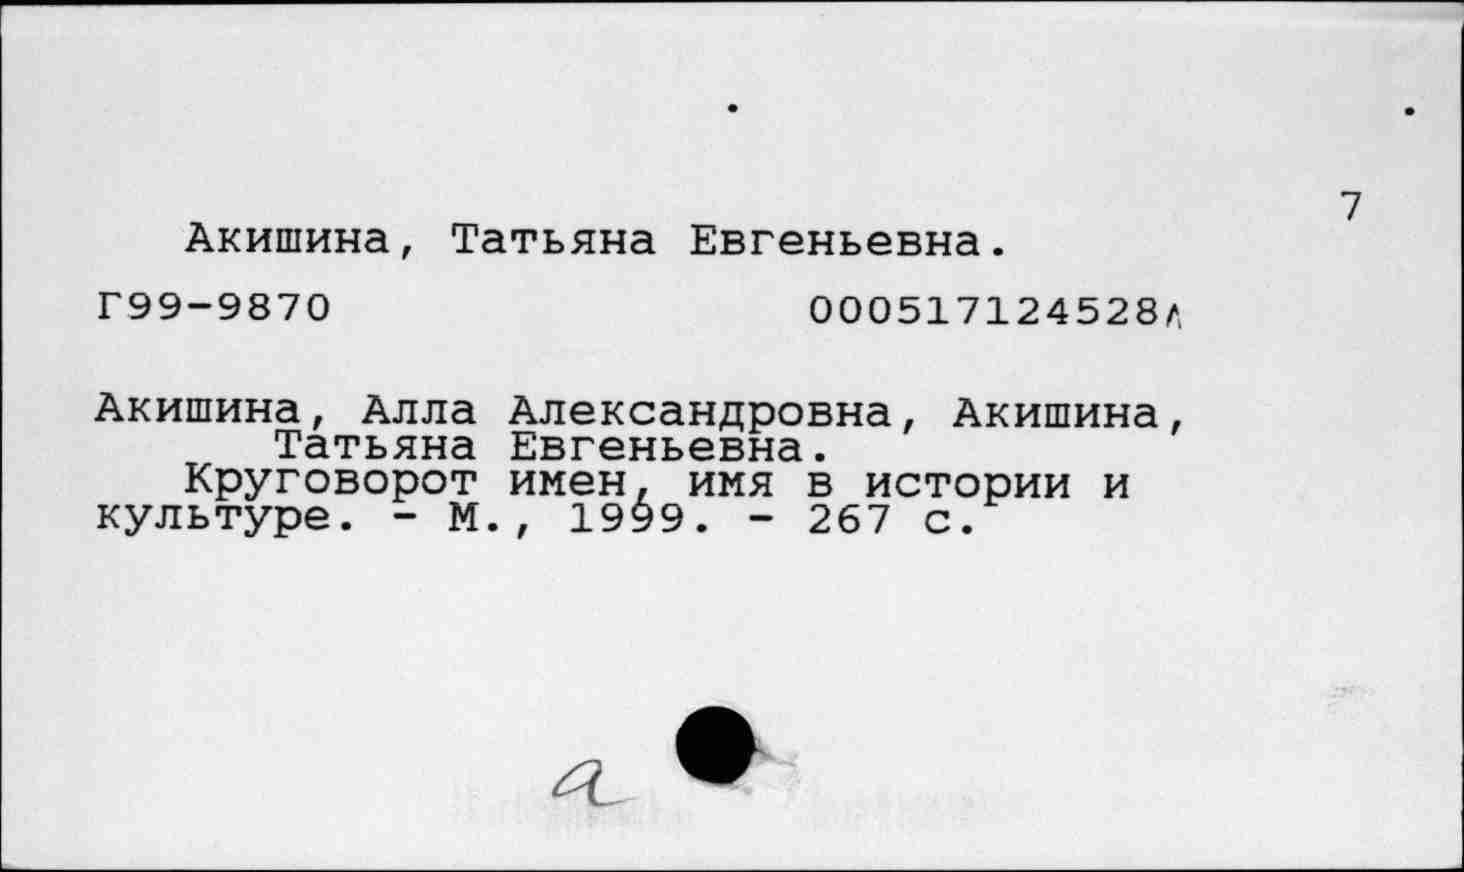 7
Акишина, Татьяна Евгеньевна.
Г99-9870 000517124528л
Акишина, Алла Александровна, Акишина,
Татьяна Евгеньевна.
Круговорот имен, имя в истории и
культуре. - М., 1999. - 267 с.
а